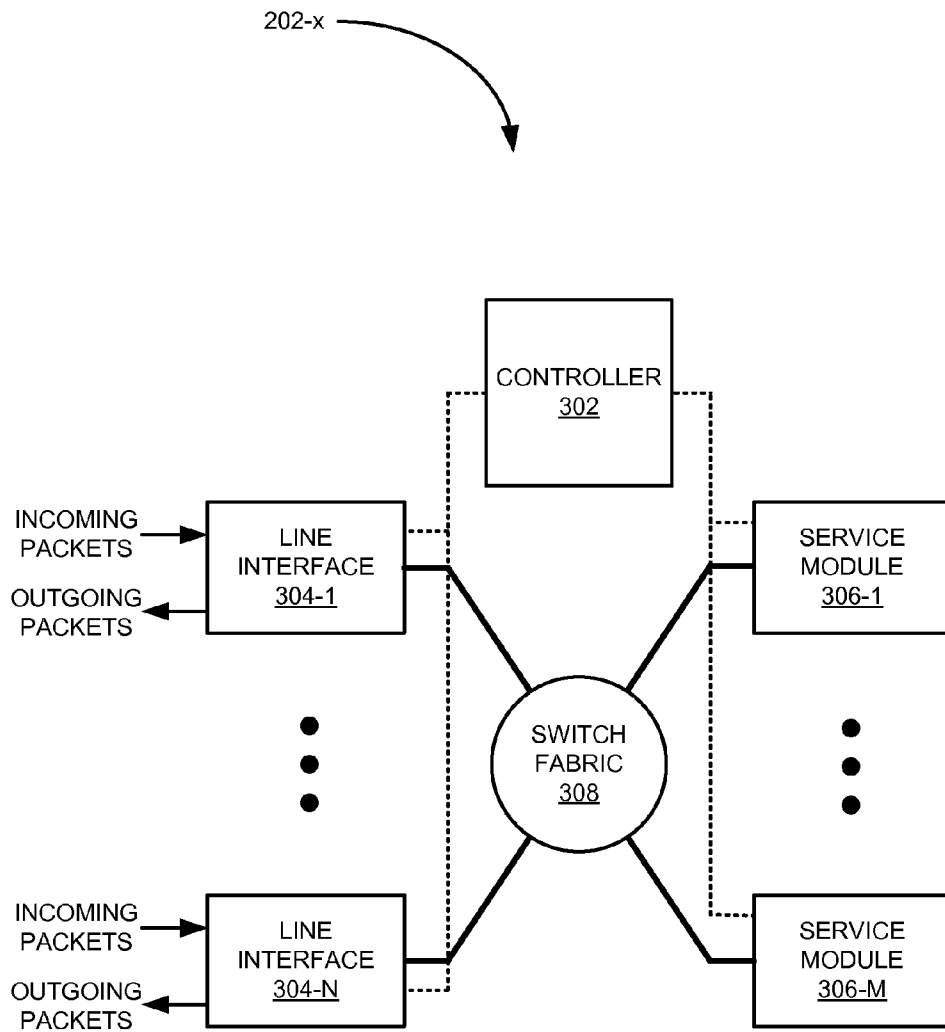 202-x
CONTROLLER
302
INCOMING
PACKETS
OUTGOING
PACKETS
LINE
INTERFACE
304-1
SERVICE
MODULE
306-1
SWITCH
FABRIC
308
INCOMING
PACKETS
OUTGOING
PACKETS
LINE
INTERFACE
304-N
SERVICE
MODULE
306-M